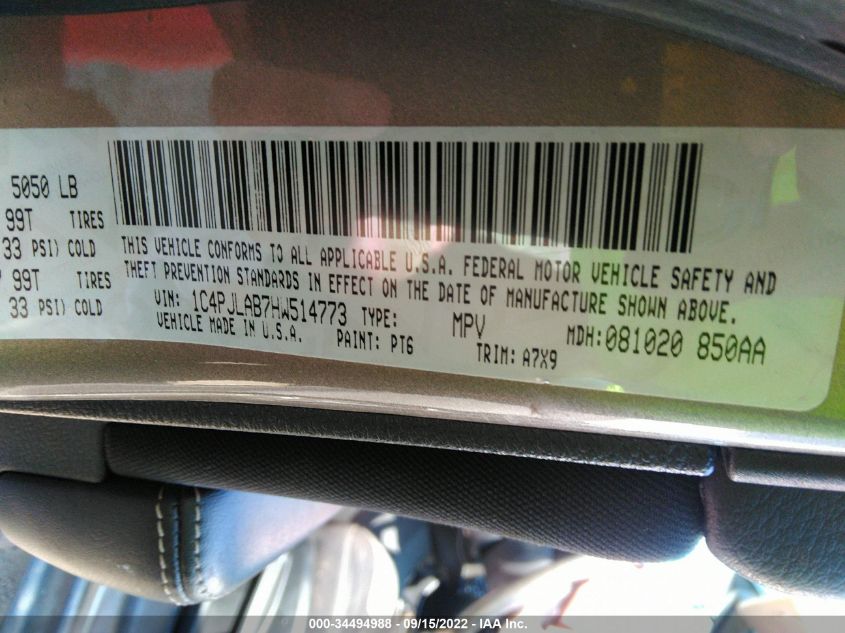 5050 LB
99T TIRES
33 PSI) COLD
99T TIRES
33 PSI) COLD
THIS VEHICLE CONFORMS TO ALL APPLICABLE U.S.A. FEDERAL MOTOR VEHICLE SAFETY AND
THEFT PREVENTION STANDARDS IN EFFECT ON THE DATE OF MANUFACTURE SHOWN ABOVE.
VIN: 1C4PJLAB7HW514773 TYPE: MPV MDH:081020 850AA
VEHICLE MADE IN U.S.A. PAINT: PT6 TRIM: A7X9
000-34494988 - 09/15/2022 - IAA, Inc.